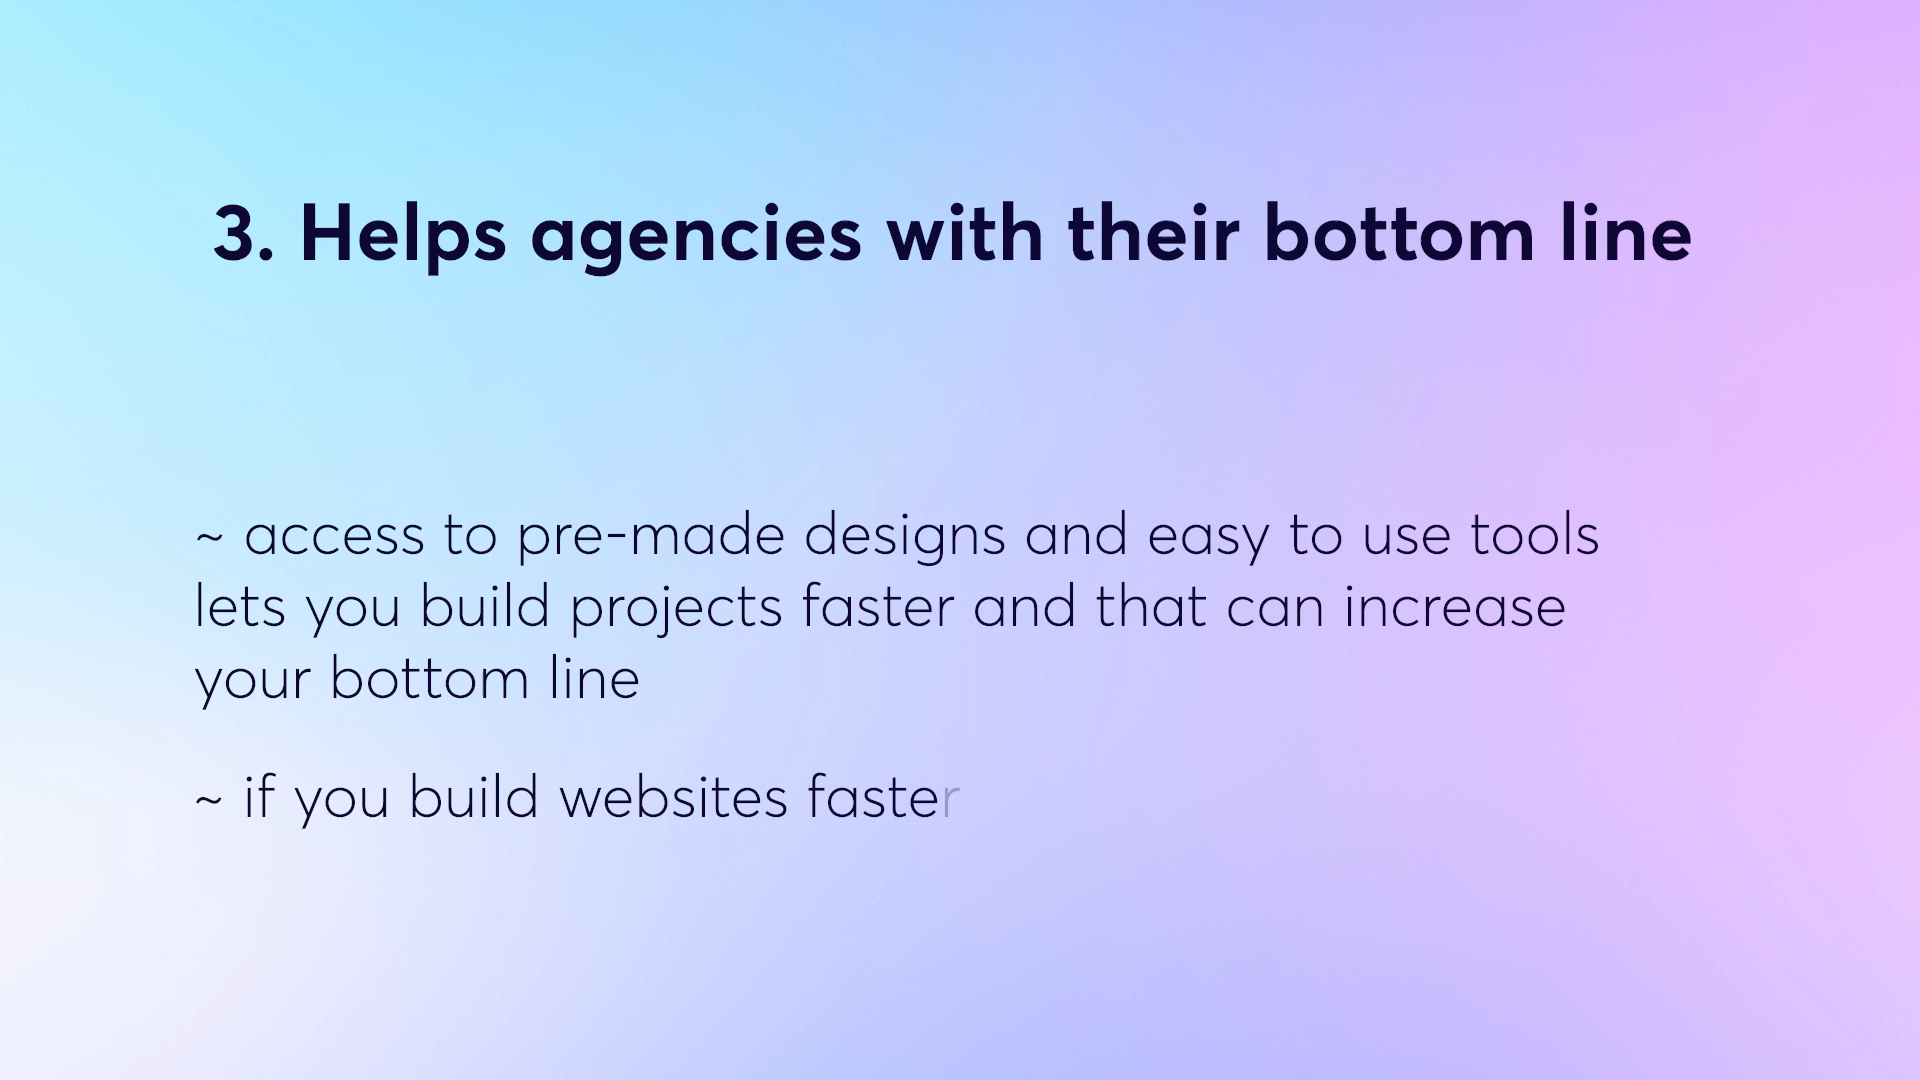 3. Helps agencies with their bottom line
~ access to pre-made designs and easy to use tools
lets you build projects faster and that can increase
your bottom line
~ if you build websites faster